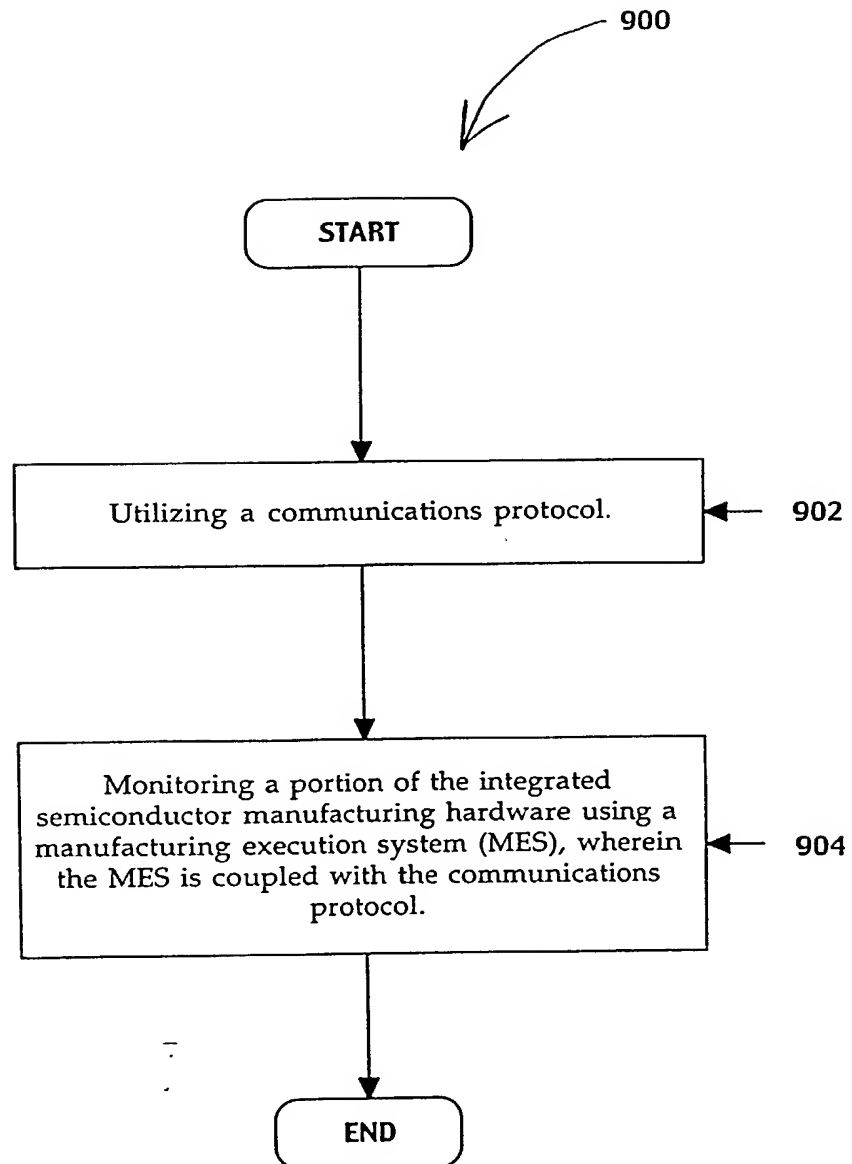 900
START
Utilizing a communications protocol.
902
Monitoring a portion of the integrated
semiconductor manufacturing hardware using a
manufacturing execution system (MES), wherein
the MES is coupled with the communications
protocol.
904
END